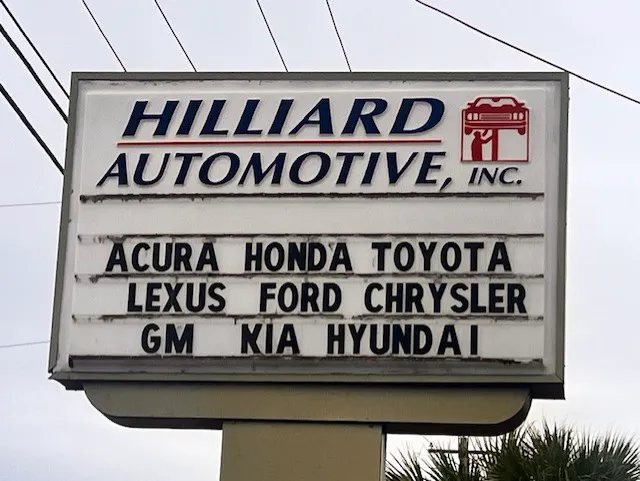 HILLIARD
AUTOMOTIVE, INC.
ACURA HONDA TOYOTA
LEXUS FORD CHRYSLER
GM KIA HYUNDAI